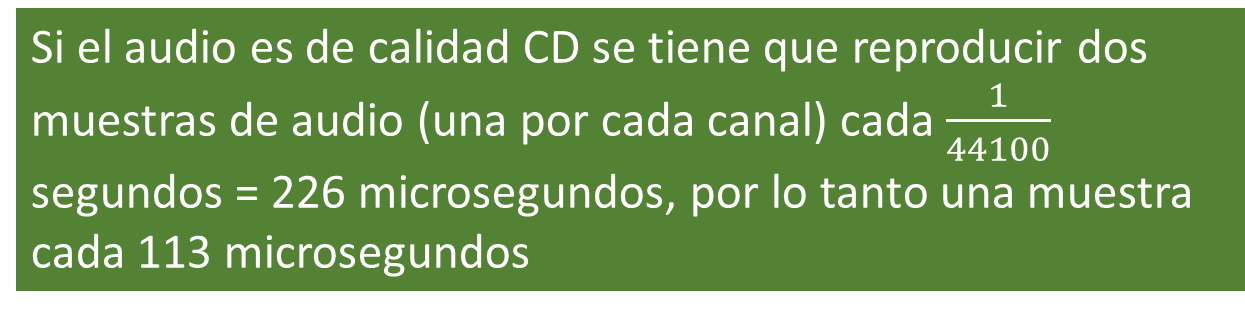 Si el audio es de calidad CD se tiene que reproducir dos
muestras de audio (una por cada canal) cada 1/44100
segundos = 226 microsegundos, por lo tanto una muestra
cada 113 microsegundos